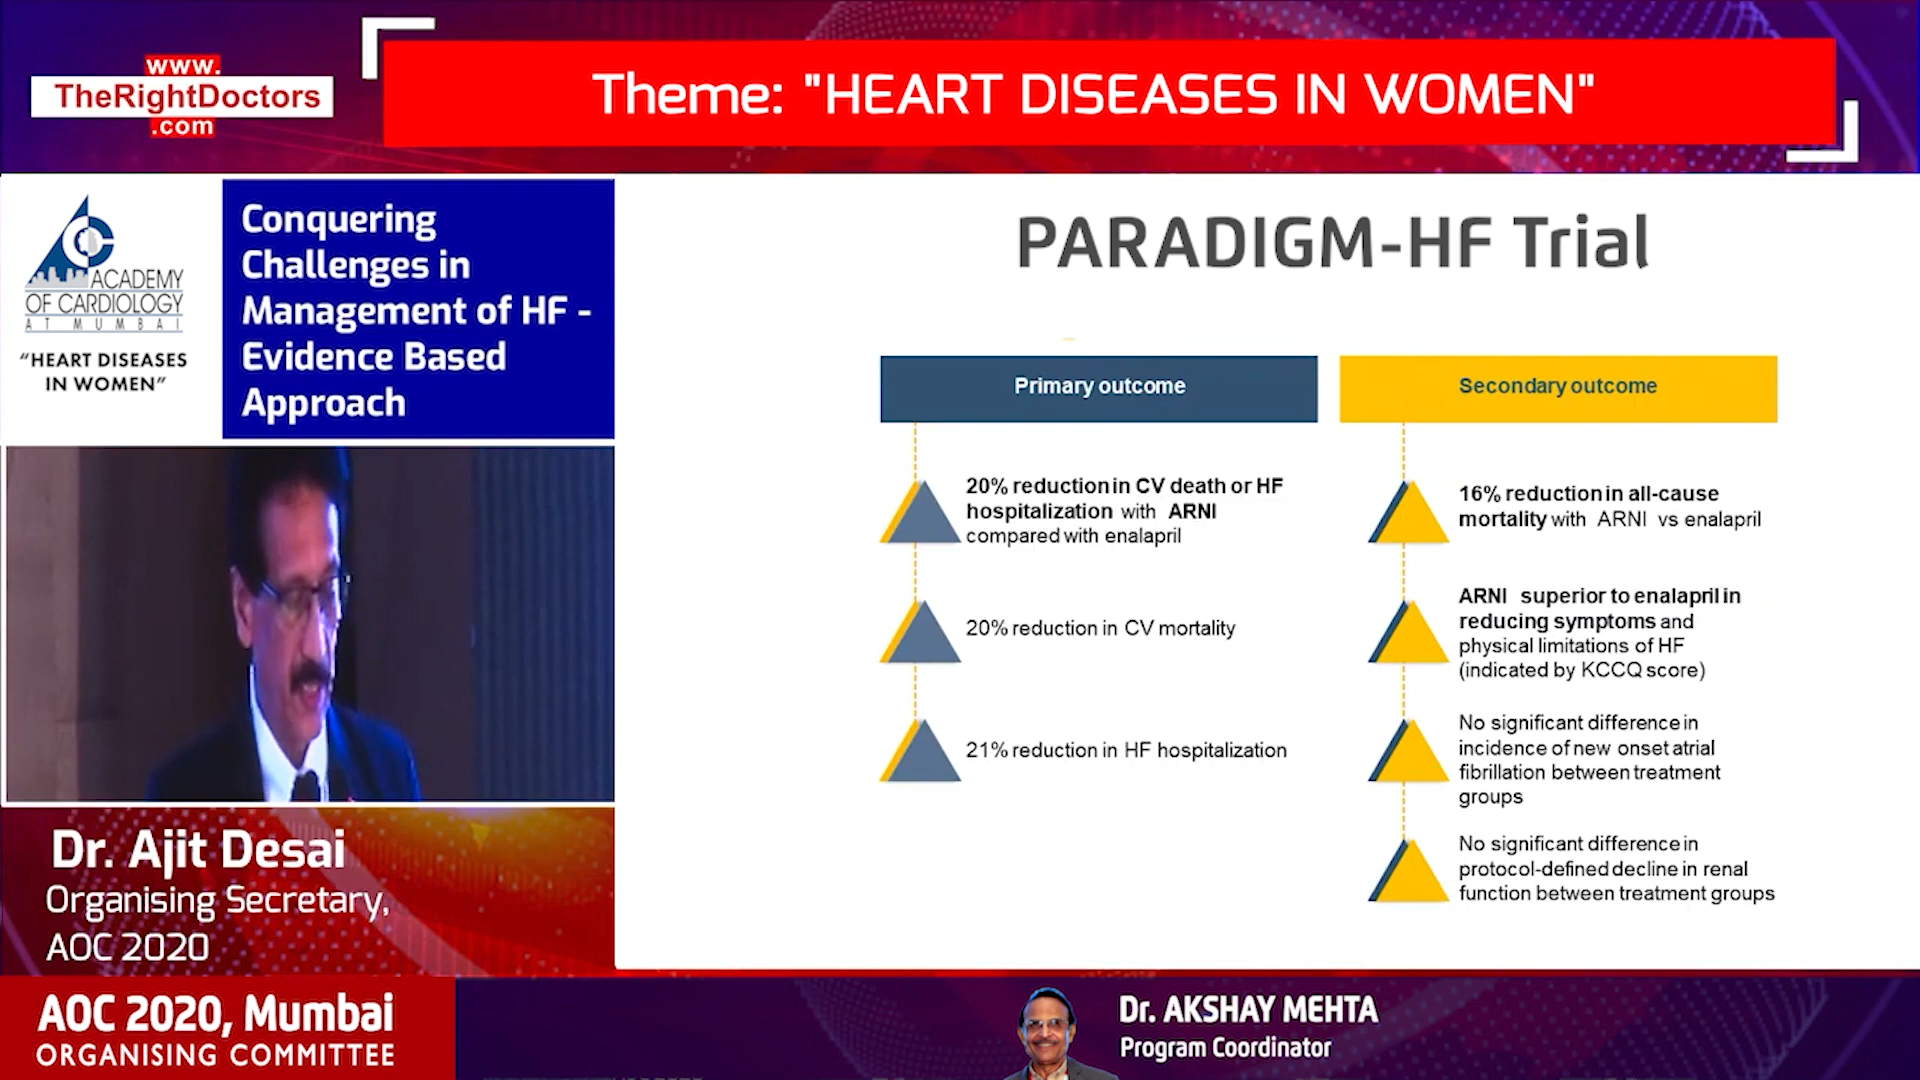 www.
TheRightDoctors
.com
Theme: "HEART DISEASES IN WOMEN"
ACADEMY
OF CARDIOLOGY
AT MUMBAI
"HEART DISEASES
IN WOMEN"
Conquering
Challenges in
Management of HF -
Evidence Based
Approach
Dr. Ajit Desai
Organising Secretary,
AOC 2020
PARADIGM-HF Trial
Primary outcome
20% reduction in CV death or HF
hospitalization with ARNI
compared with enalapril
20% reduction in CV mortality
21% reduction in HF hospitalization
Secondary outcome
16% reduction in all-cause
mortality with ARNI vs enalapril
ARNI superior to enalapril in
reducing symptoms and
physical limitations of HF
(indicated by KCCQ score)
No significant difference in
incidence of new onset atrial
fibrillation between treatment
groups
No significant difference in
protocol-defined decline in renal
function between treatment groups
AOC 2020, Mumbai
ORGANISING COMMITTEE
Dr. AKSHAY MEHTA
Program Coordinator